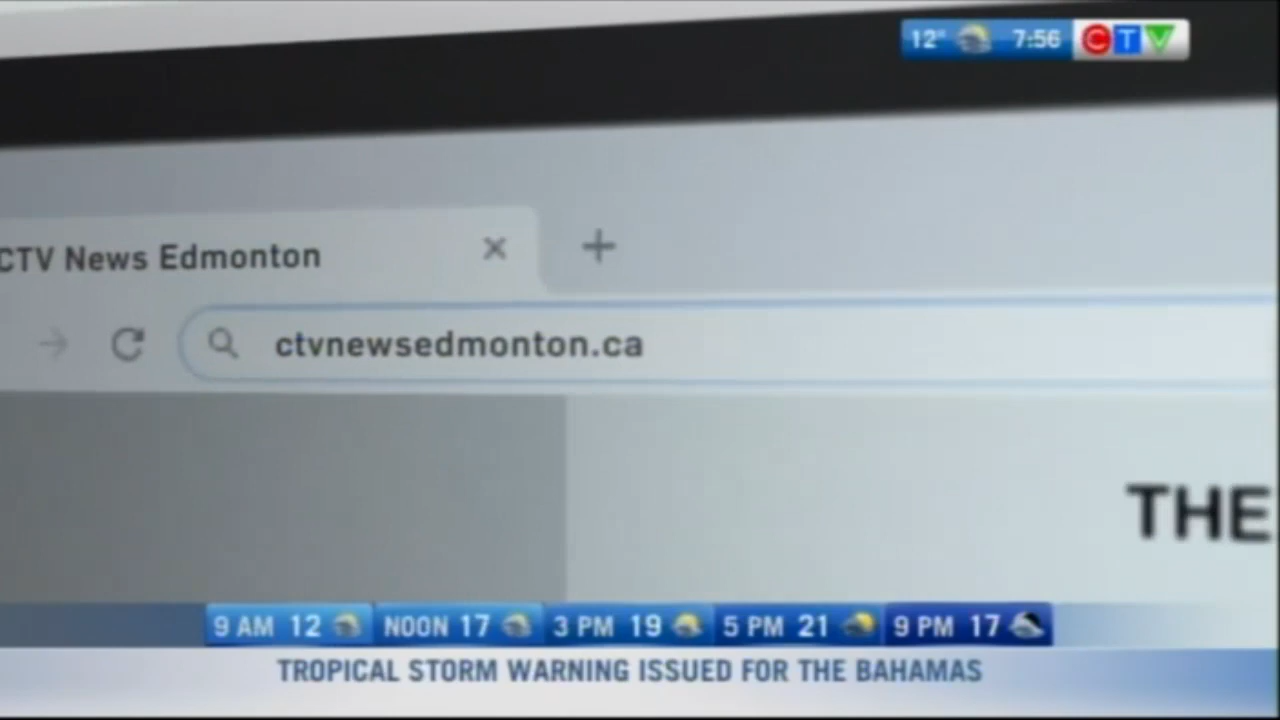 12° 7:56 CTV
CTV News Edmonton
ctvnewsedmonton.ca
THE
9 AM 12 NOON 17 3 PM 19 5 PM 21 9 PM 17
TROPICAL STORM WARNING ISSUED FOR THE BAHAMAS